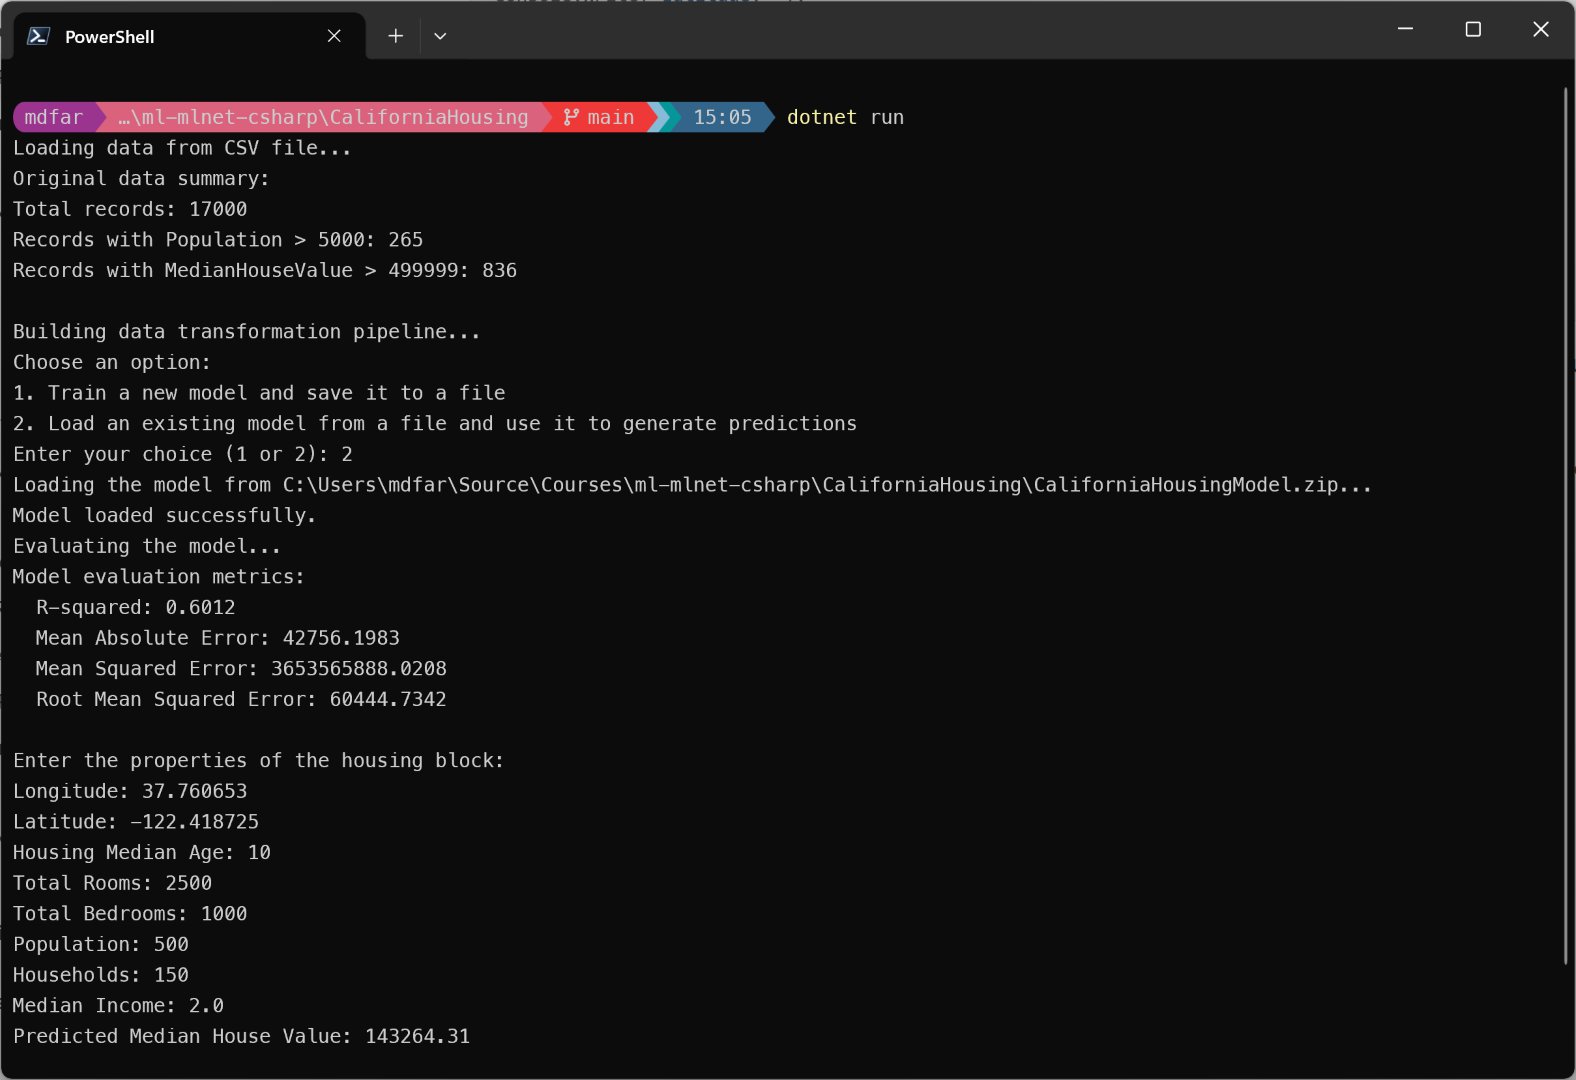 PowerShell
mdfar …\ml-mlnet-csharp\CaliforniaHousing main 15:05 dotnet run
Loading data from CSV file...
Original data summary:
Total records: 17000
Records with Population > 5000: 265
Records with MedianHouseValue > 499999: 836
Building data transformation pipeline...
Choose an option:
1. Train a new model and save it to a file
2. Load an existing model from a file and use it to generate predictions
Enter your choice (1 or 2): 2
Loading the model from C:\Users\mdfar\Source\Courses\ml-mlnet-csharp\CaliforniaHousing\CaliforniaHousingModel.zip...
Model loaded successfully.
Evaluating the model...
Model evaluation metrics:
R-squared: 0.6012
Mean Absolute Error: 42756.1983
Mean Squared Error: 3653565888.0208
Root Mean Squared Error: 60444.7342
Enter the properties of the housing block:
Longitude: 37.760653
Latitude: -122.418725
Housing Median Age: 10
Total Rooms: 2500
Total Bedrooms: 1000
Population: 500
Households: 150
Median Income: 2.0
Predicted Median House Value: 143264.31